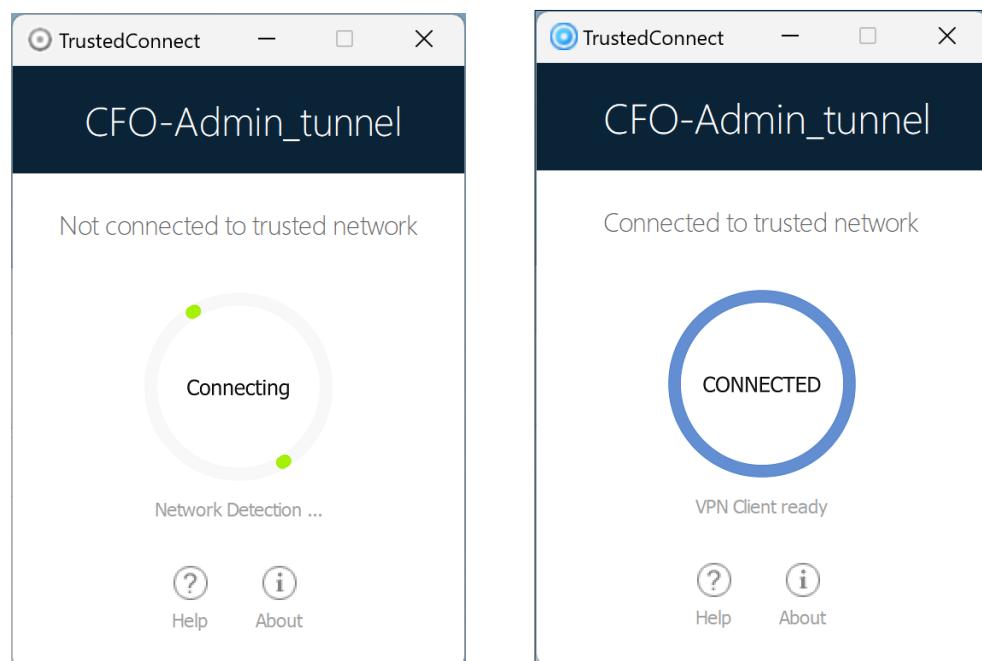 TrustedConnect
CFO-Admin_tunnel
Not connected to trusted network
Connecting
Network Detection ...
Help
About
TrustedConnect
CFO-Admin_tunnel
Connected to trusted network
CONNECTED
VPN Client ready
Help
About